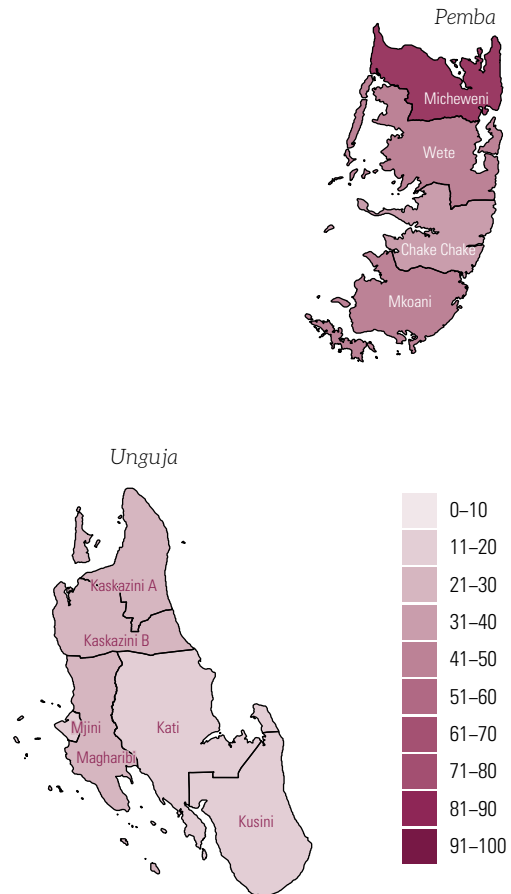 Pemba
Micheweni
Wete
Chake Chake
Mkoani
Unguja
Kaskazini A
Kaskazini B
Mjini
Kati
Magharibi
Kusini
0–10
11–20
21–30
31–40
41–50
51–60
61–70
71–80
81–90
91–100